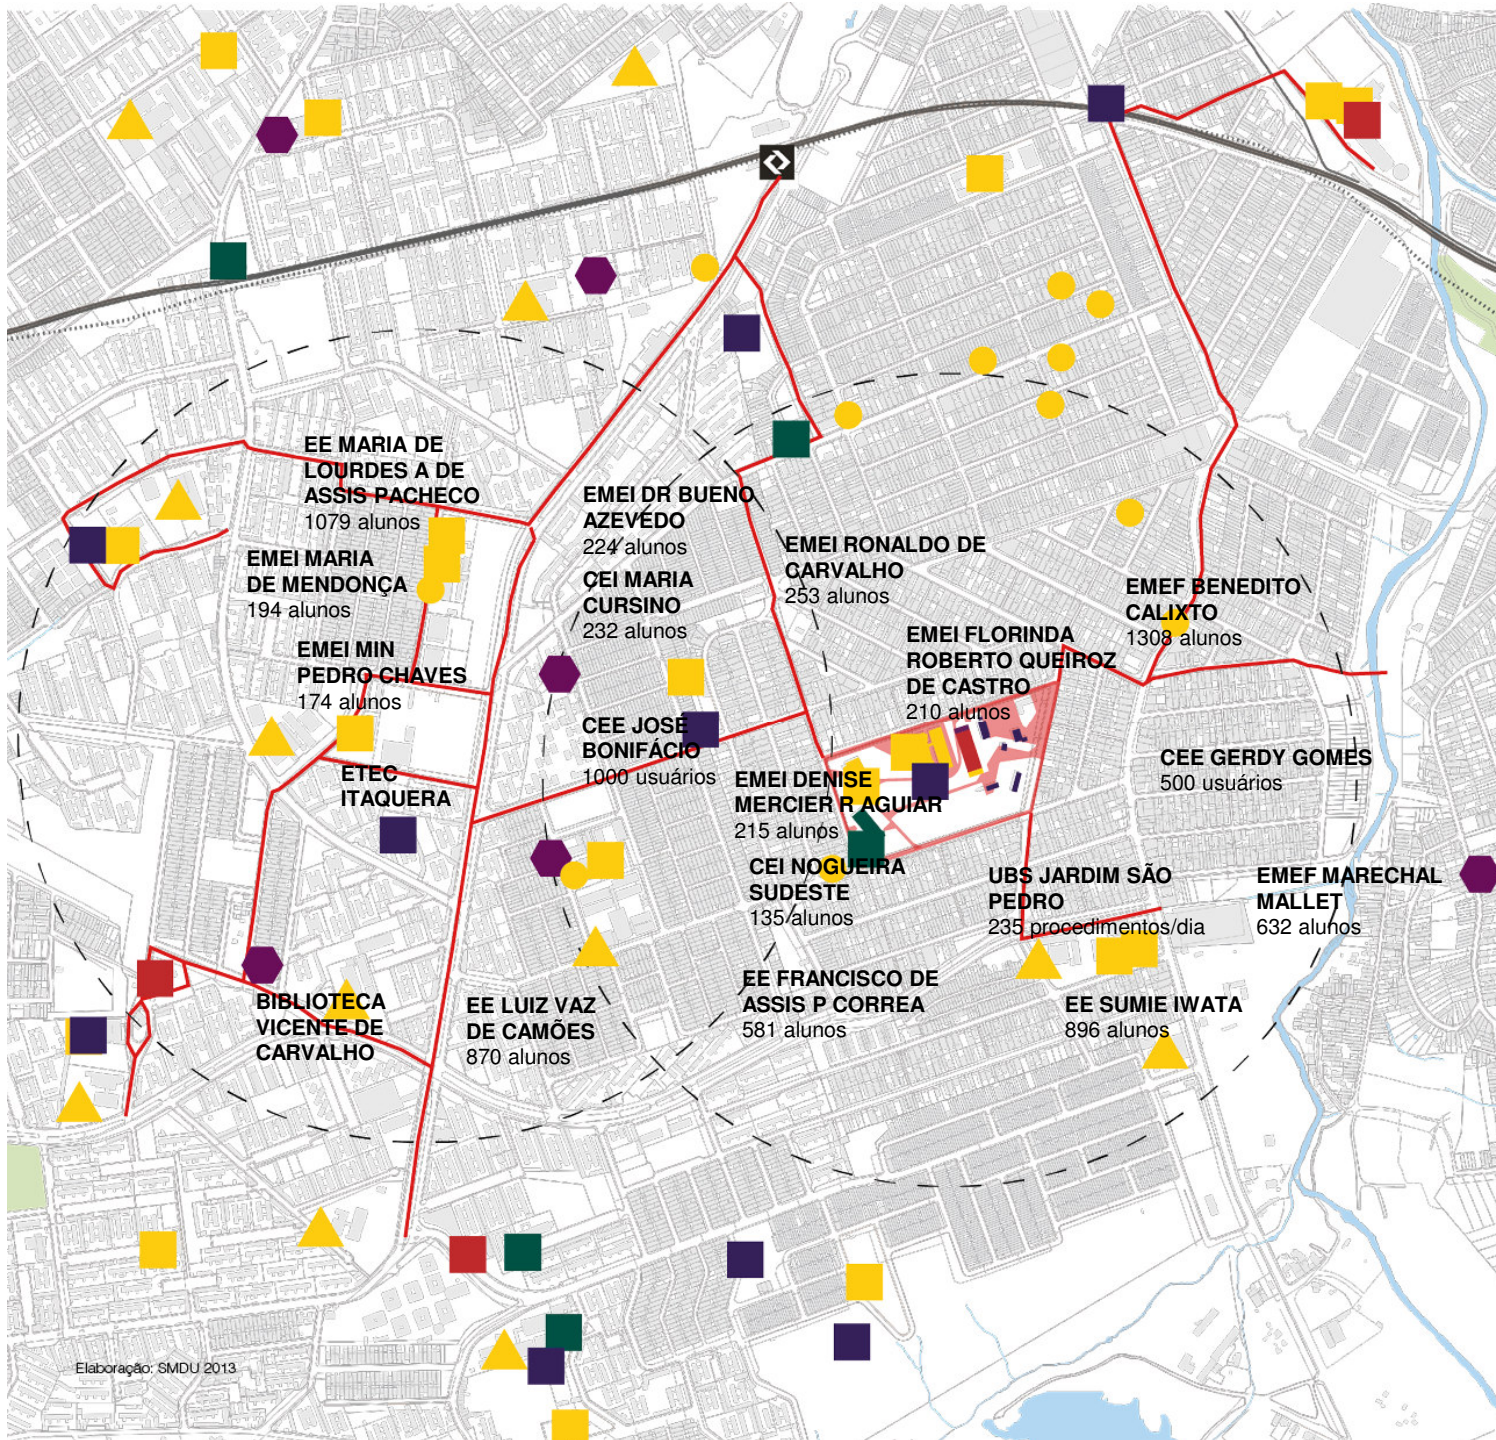 EE MARIA DE
LOURDES A DE
ASSIS PACHECO
1079 alunos
EMEI MARIA
DE MENDONÇA
194 alunos
EMEI MIN
PEDRO CHAVES
174 alunos
ETEC
ITAQUERA
EMEI DR BUENO
AZEVEDO
224 alunos
CEI MARIA
CURSINO
232 alunos
CEE JOSÉ
BONIFÁCIO
1000 usuários
EMEI RONALDO DE
CARVALHO
253 alunos
EMEI FLORINDA
ROBERTO QUEIROZ
DE CASTRO
210 alunos
EMEF BENEDITO
CALIXTO
1308 alunos
EMEI DENISE
MERCIER R AGUIAR
215 alunos
CEE GERDY GOMES
500 usuários
CEI NOGUEIRA
SUDESTE
135 alunos
UBS JARDIM SÃO
PEDRO
235 procedimentos/dia
EMEF MARECHAL
MALLET
632 alunos
BIBLIOTECA
VICENTE DE
CARVALHO
EE LUIZ VAZ
DE CAMÕES
870 alunos
EE FRANCISCO DE
ASSIS P CORREA
581 alunos
EE SUMIE IWATA
896 alunos
Elaboração: SMDU 2013